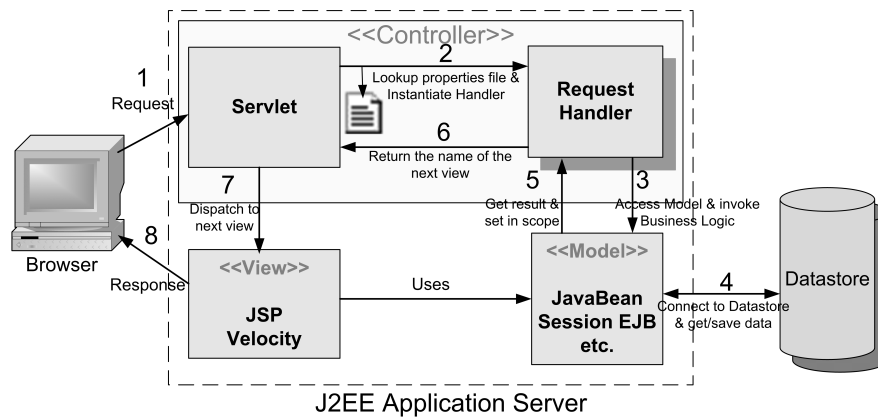 <<Controller>>
1
Request
Servlet
2
Lookup properties file &
Instantiate Handler
Request
Handler
6
Return the name of the
next view
7
Dispatch to
next view
5
Get result &
set in scope
3
Access Model & invoke
Business Logic
8
Response
Browser
<<View>>
JSP
Velocity
Uses
<<Model>>
JavaBean
Session EJB
etc.
4
Connect to Datastore
& get/save data
Datastore
J2EE Application Server